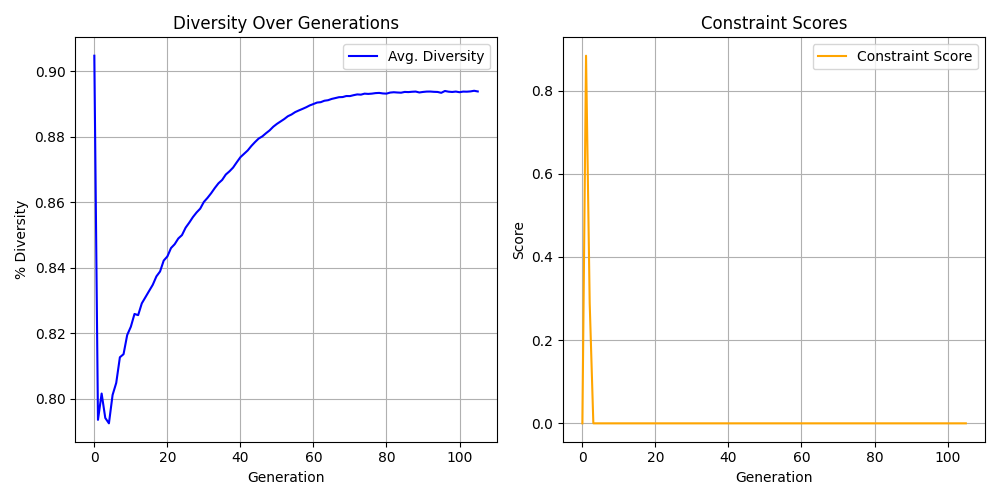 Diversity Over Generations
Avg. Diversity
0.90
0.88
0.86
0.84
0.82
0.80
% Diversity
0 20 40 60 80 100
Generation
Constraint Scores
Constraint Score
0.8
0.6
0.4
0.2
0.0
Score
0 20 40 60 80 100
Generation